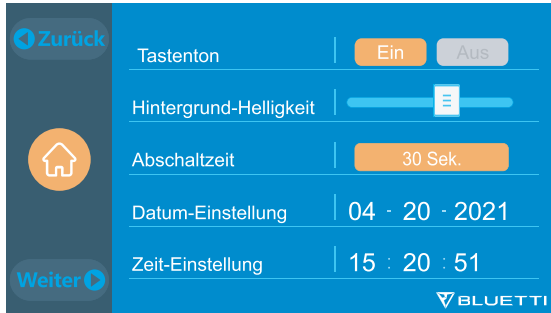 Zurück
Tastenton Ein Aus
Hintergrund-Helligkeit
Abschaltzeit 30 Sek.
Datum-Einstellung 04 - 20 - 2021
Zeit-Einstellung 15 : 20 : 51
Weiter
BLUETTI